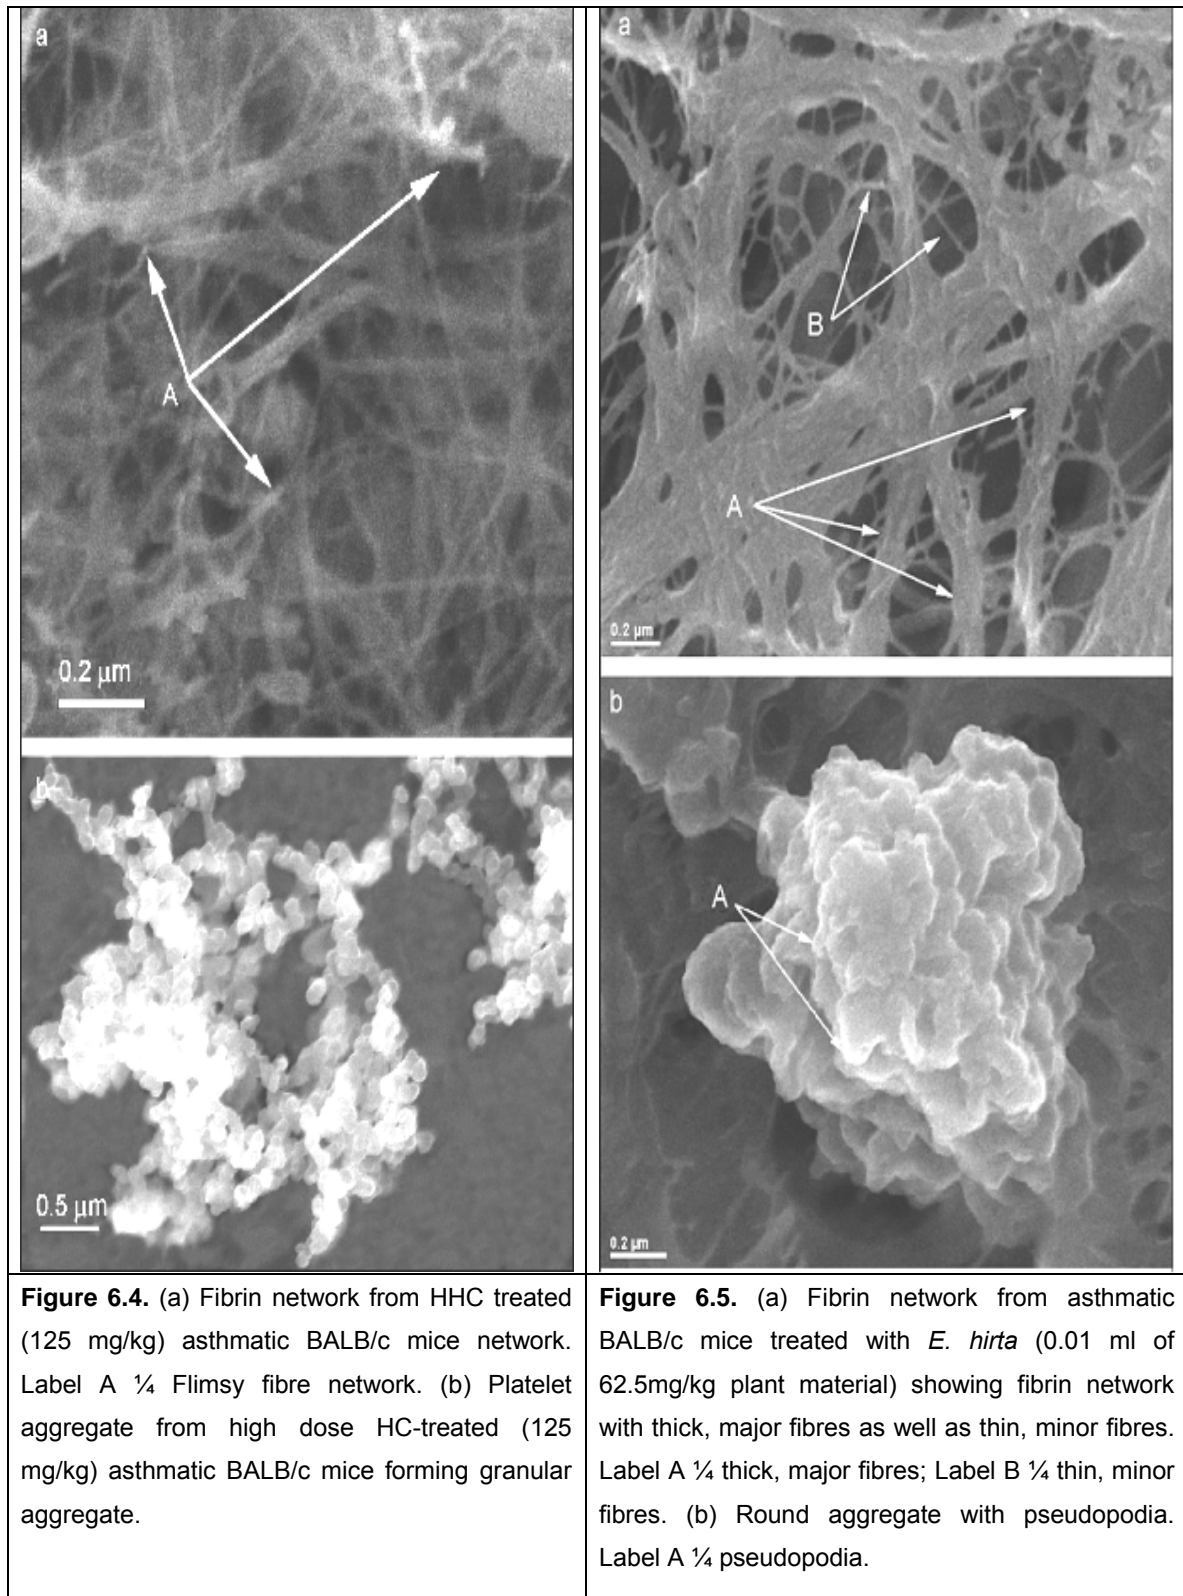 a
A
0.2 µm
b
0.5 µm
Figure 6.4. (a) Fibrin network from HHC treated
(125 mg/kg) asthmatic BALB/c mice network.
Label A ¼ Flimsy fibre network. (b) Platelet
aggregate from high dose HC-treated (125
mg/kg) asthmatic BALB/c mice forming granular
aggregate.
a
B
A
0.2 µm
b
A
0.2 µm
Figure 6.5. (a) Fibrin network from asthmatic
BALB/c mice treated with E. hirta (0.01 ml of
62.5mg/kg plant material) showing fibrin network
with thick, major fibres as well as thin, minor fibres.
Label A ¼ thick, major fibres; Label B ¼ thin, minor
fibres. (b) Round aggregate with pseudopodia.
Label A ¼ pseudopodia.